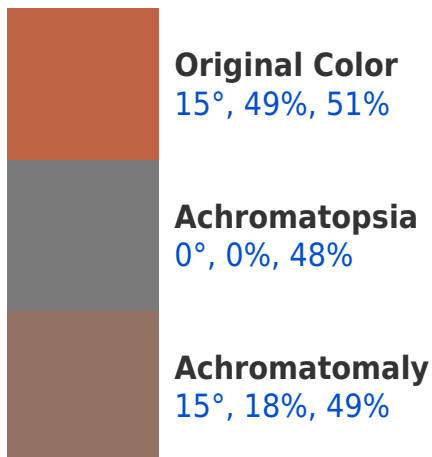 Original Color
15°, 49%, 51%
Achromatopsia
0°, 0%, 48%
Achromatomaly
15°, 18%, 49%